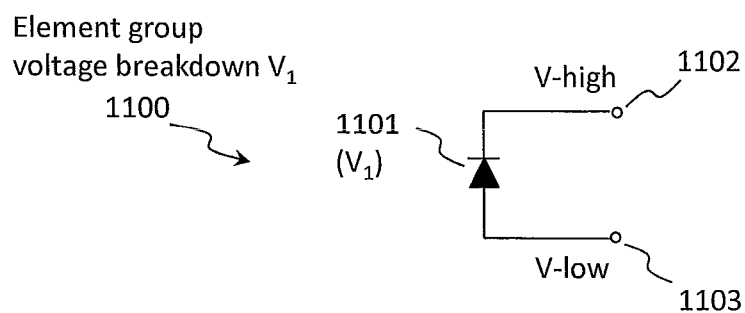 Element group
voltage breakdown V₁
1100
1101
(V₁)
V-high
1102
V-low
1103